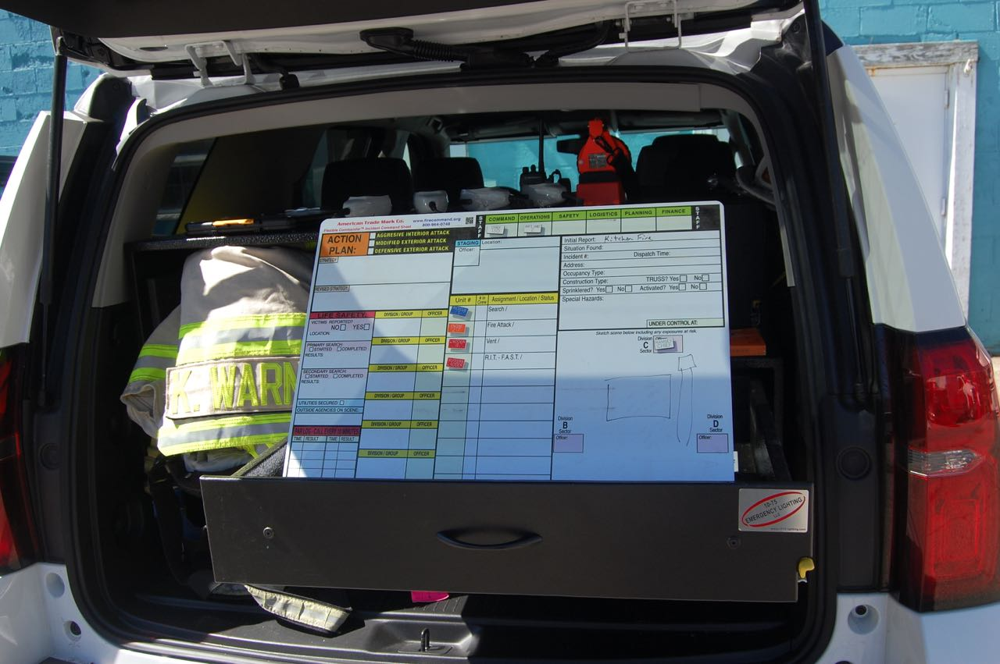 American Trade Mark Co.
www.firecommand.org
800-964-0748
Flexible Commander™ Incident Command Sheet
ACTION
PLAN:
AGGRESIVE INTERIOR ATTACK
MODIFIED EXTERIOR ATTACK
DEFENSIVE EXTERIOR ATTACK
STRATEGY
REVISED STRATEGY
STAFF
COMMAND
OPERATIONS
SAFETY
LOGISTICS
PLANNING
FINANCE
STAFF
STAGING
Location:
Officer:
Initial Report: Kitchen Fire
Situation Found:
Incident #: Dispatch Time:
Address:
Occupancy Type:
Construction Type: TRUSS? Yes No
Sprinklered? Yes No Activated? Yes No
Special Hazards:
UNDER CONTROL AT:
Unit #
# in Crew
Assignment / Location / Status
Search /
Fire Attack /
Vent /
R.I.T. - F.A.S.T. /
LIFE SAFETY
VICTIMS REPORTED?
NO YES
LOCATION:
PRIMARY SEARCH:
STARTED COMPLETED
RESULTS:
SECONDARY SEARCH:
STARTED COMPLETED
RESULTS:
UTILITIES SECURED
OUTSIDE AGENCIES ON SCENE:
PAR LOG - CALL EVERY 10 MINUTES
TIME RESULT TIME RESULT
DIVISION / GROUP OFFICER
DIVISION / GROUP OFFICER
DIVISION / GROUP OFFICER
DIVISION / GROUP OFFICER
DIVISION / GROUP OFFICER
DIVISION / GROUP OFFICER
Sketch scene below including any exposures at risk.
Division
C
Sector
Division
B
Sector
Officer:
Division
D
Sector
Officer:
K. WARN
10-75
EMERGENCY LIGHTING
LLC